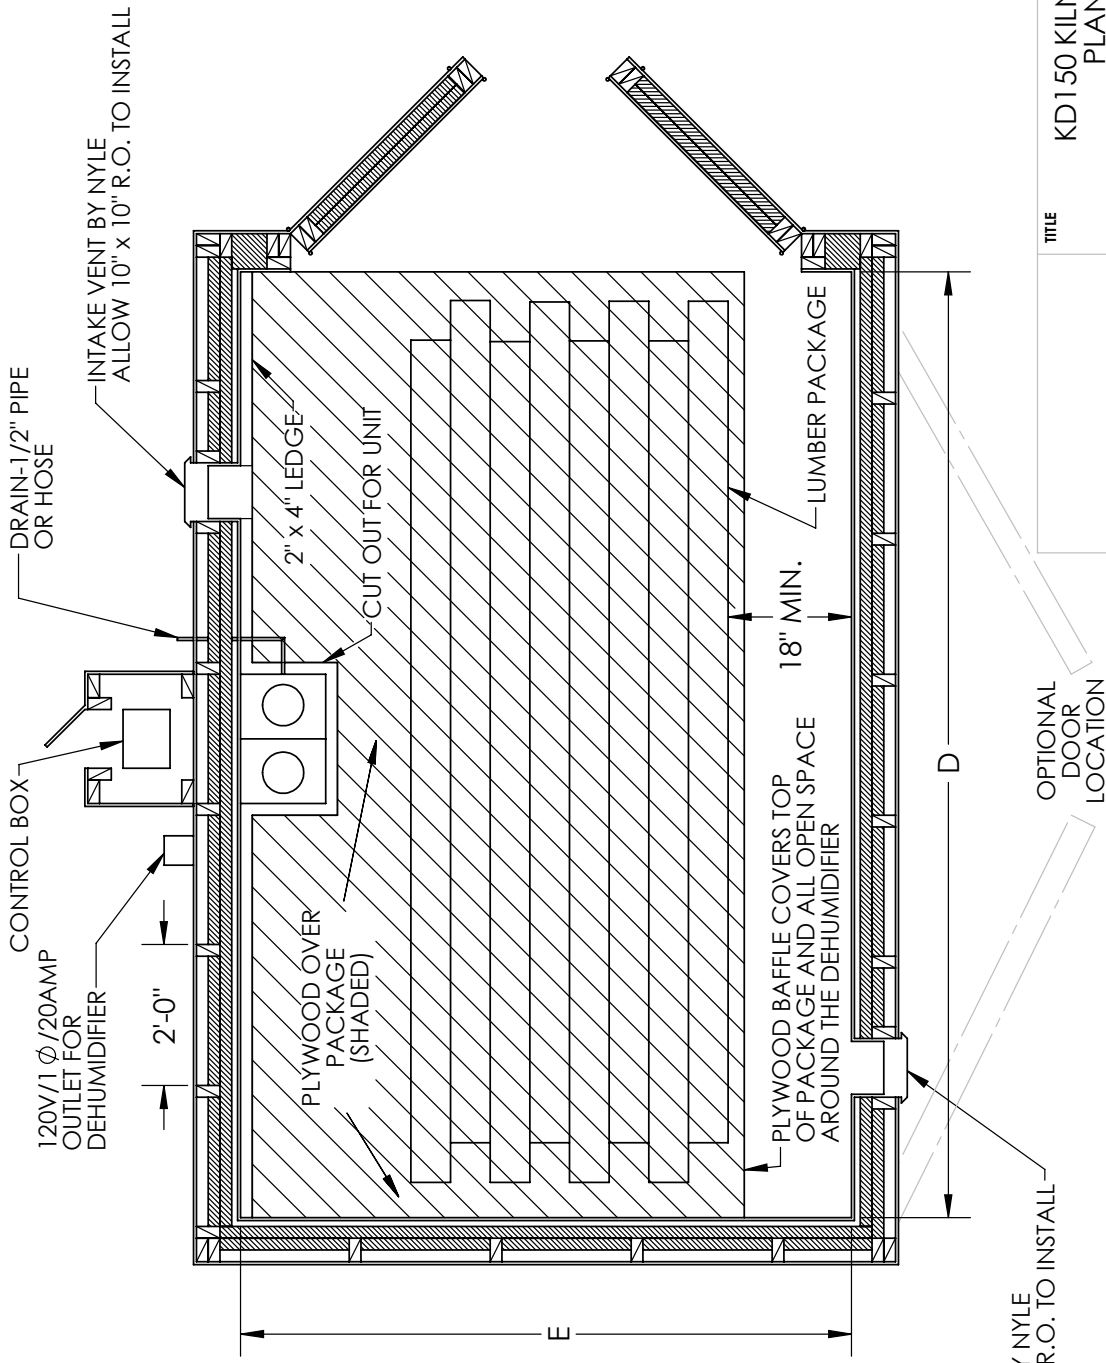 CONTROL BOX
120V/1 Ø/20AMP
OUTLET FOR
DEHUMIDIFIER
2'-0"
DRAIN-1/2" PIPE
OR HOSE
INTAKE VENT BY NYLE
ALLOW 10" x 10" R.O. TO INSTALL
2" x 4" LEDGE
CUT OUT FOR UNIT
PLYWOOD OVER
PACKAGE
(SHADED)
LUMBER PACKAGE
18" MIN.
PLYWOOD BAFFLE COVERS TOP
OF PACKAGE AND ALL OPEN SPACE
AROUND THE DEHUMIDIFIER
D
E
OPTIONAL
DOOR
LOCATION
NYLE
R.O. TO INSTALL
TITLE
KD150 KILN
PLAN